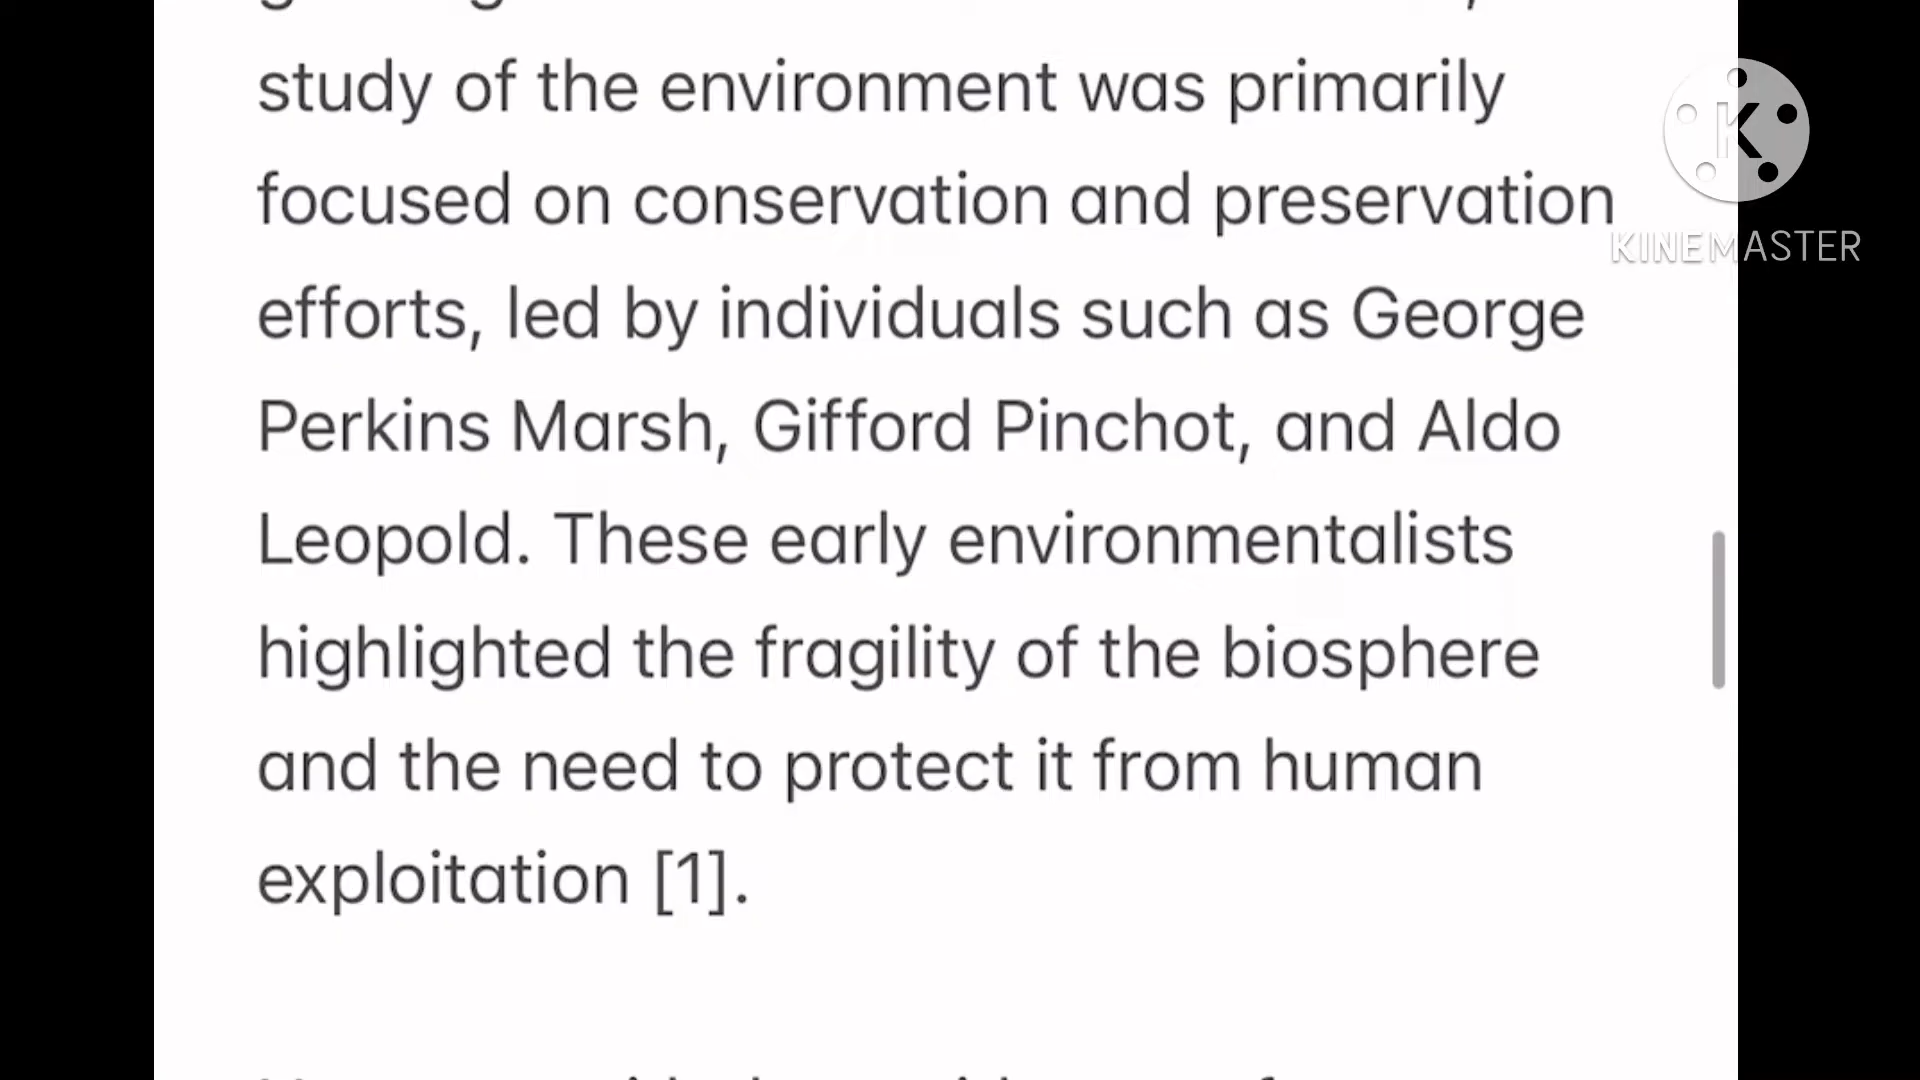 study of the environment was primarily
focused on conservation and preservation
efforts, led by individuals such as George
Perkins Marsh, Gifford Pinchot, and Aldo
Leopold. These early environmentalists
highlighted the fragility of the biosphere
and the need to protect it from human
exploitation [1].
K
KINEMASTER